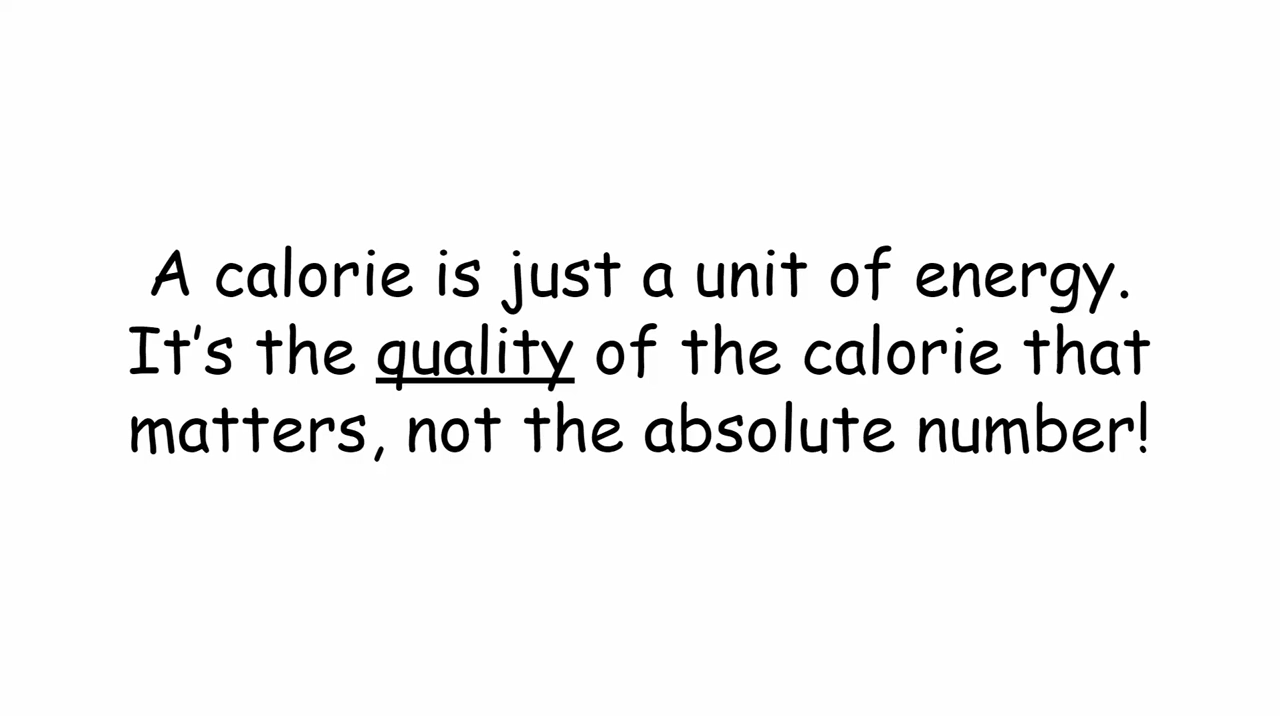 A calorie is just a unit of energy.
It's the quality of the calorie that
matters, not the absolute number!